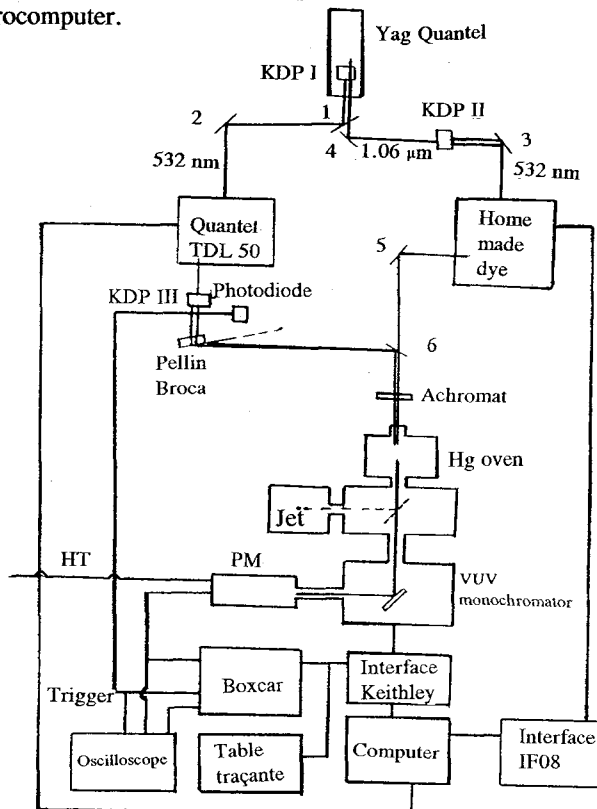 rocomputer.
Yag Quantel
KDP I
KDP II
1
2
3
4
1.06 µm
532 nm
532 nm
Quantel
TDL 50
Home
made
dye
5
KDP III
Photodiode
6
Pellin
Broca
Achromat
Hg oven
Jet
HT
PM
VUV
monochromator
Boxcar
Interface
Keithley
Trigger
Oscilloscope
Table
traçante
Computer
Interface
IF08